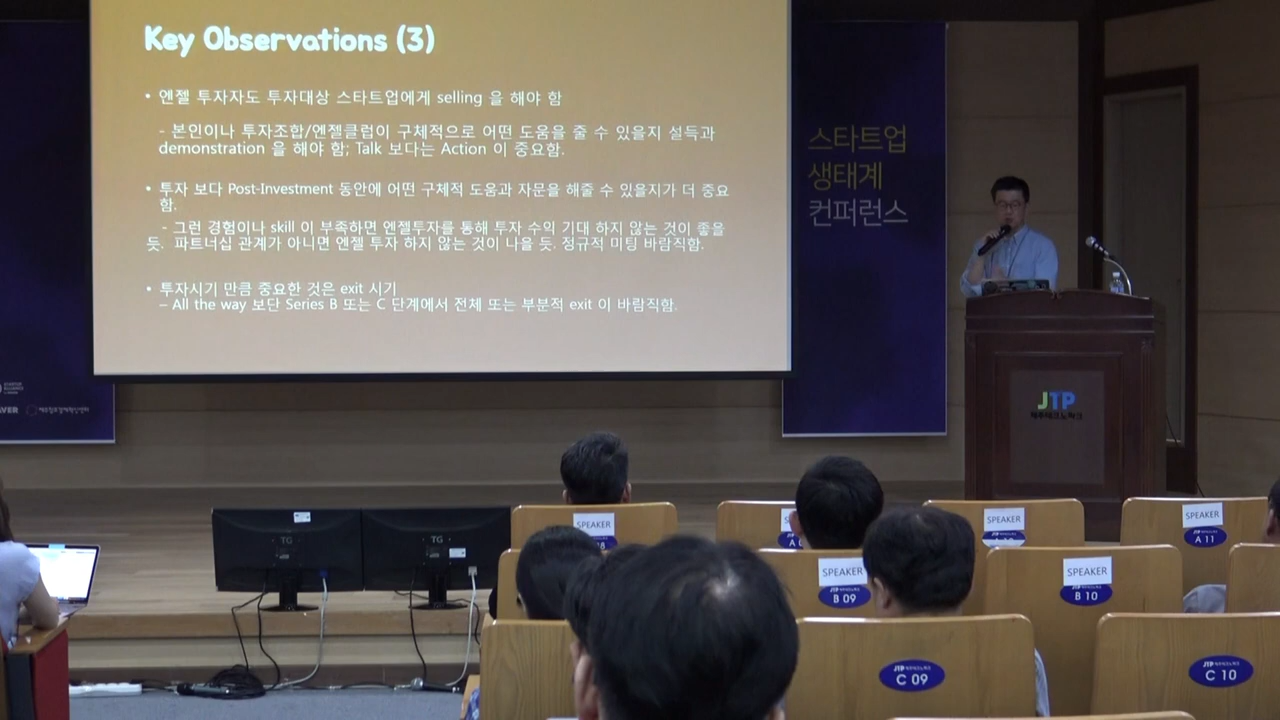 Key Observations (3)
• 엔젤 투자자도 투자대상 스타트업에게 selling 을 해야 함
- 본인이나 투자조합/엔젤클럽이 구체적으로 어떤 도움을 줄 수 있을지 설득과
demonstration 을 해야 함; Talk 보다는 Action 이 중요함.
• 투자 보다 Post-Investment 동안에 어떤 구체적 도움과 자문을 해줄 수 있을지가 더 중요
함.
- 그런 경험이나 skill 이 부족하면 엔젤투자를 통해 투자 수익 기대 하지 않는 것이 좋을
듯. 파트너십 관계가 아니면 엔젤 투자 하지 않는 것이 나을 듯. 정규적 미팅 바람직함.
• 투자시기 만큼 중요한 것은 exit 시기
– All the way 보단 Series B 또는 C 단계에서 전체 또는 부분적 exit 이 바람직함.
스타트업
생태계
컨퍼런스
JTP
제주테크노파크
TG
TG
SPEAKER
SPEAKER
SPEAKER
A 11
SPEAKER
B 09
SPEAKER
B 10
JTP
C 09
JTP
C 10